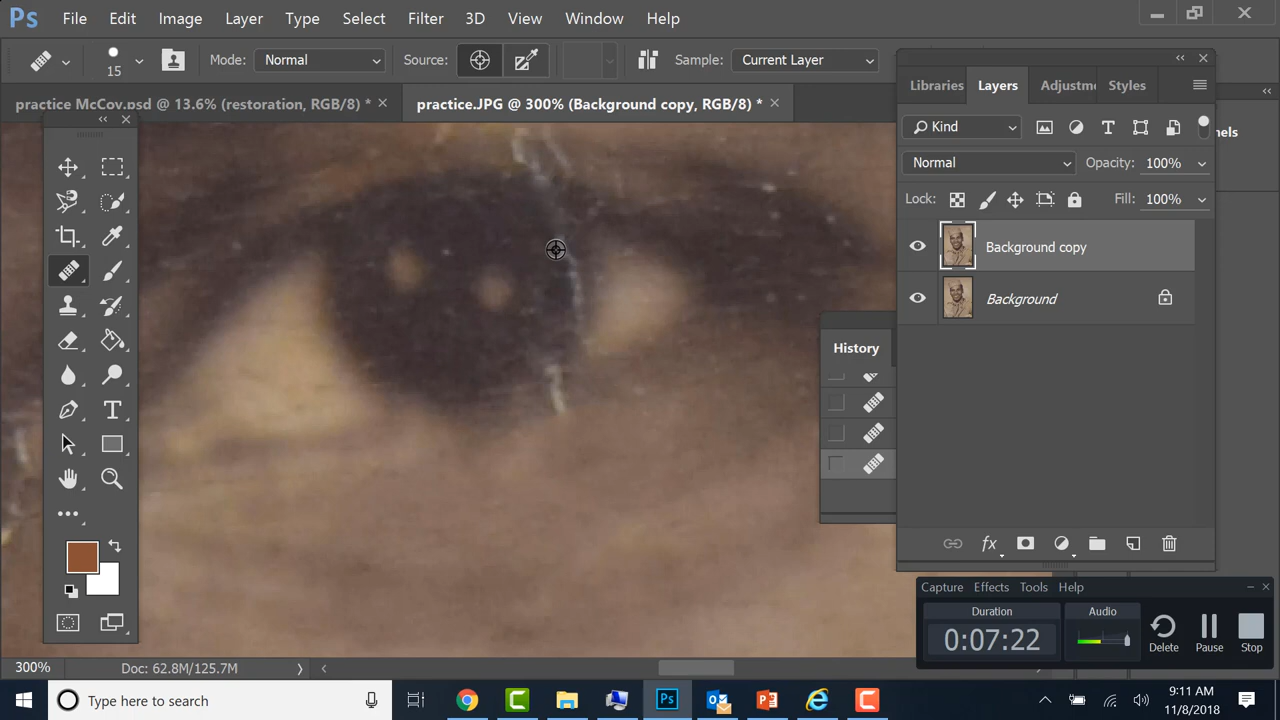 Ps File Edit Image Layer Type Select Filter 3D View Window Help
15 Mode: Normal Source: Sample: Current Layer
practice McCoy.psd @ 13.6% (restoration, RGB/8) * × practice.JPG @ 300% (Background copy, RGB/8) * ×
Libraries Layers Adjustme Styles
Kind
Normal Opacity: 100%
Lock: Fill: 100%
Background copy
Background
History
Capture Effects Tools Help
Duration Audio
0:07:22 Delete Pause Stop
300% Doc: 62.8M/125.7M
Type here to search
9:11 AM
11/8/2018